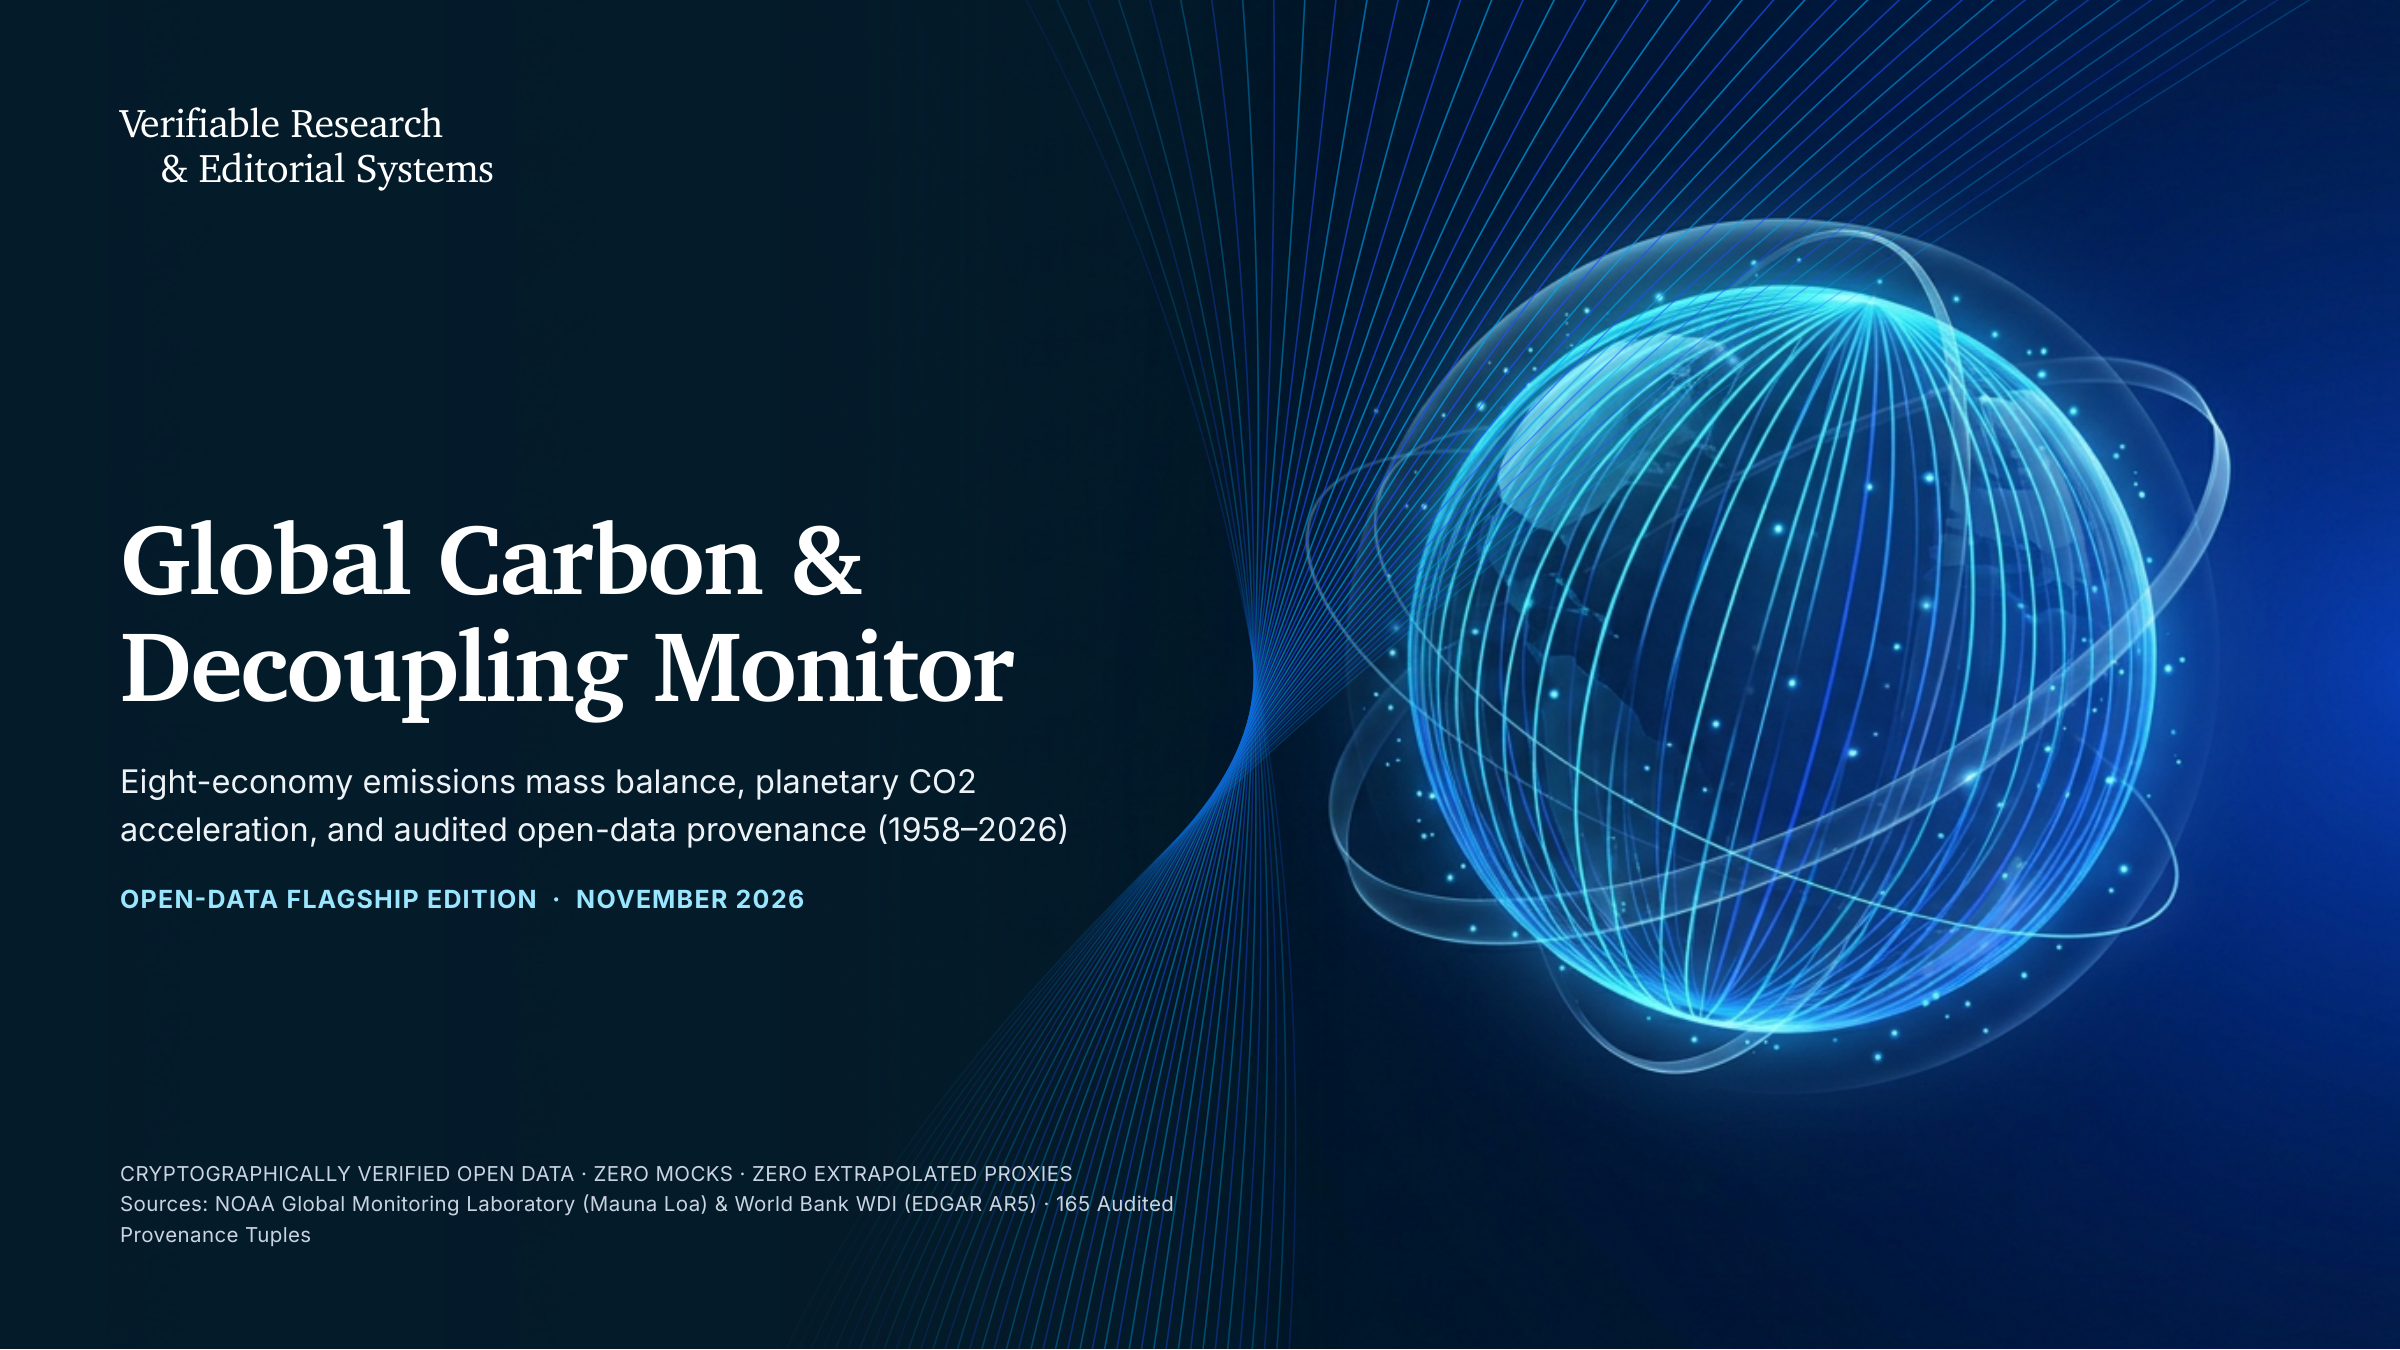 Verifiable Research
& Editorial Systems
Global Carbon &
Decoupling Monitor
Eight-economy emissions mass balance, planetary CO2
acceleration, and audited open-data provenance (1958–2026)
OPEN-DATA FLAGSHIP EDITION · NOVEMBER 2026
CRYPTOGRAPHICALLY VERIFIED OPEN DATA · ZERO MOCKS · ZERO EXTRAPOLATED PROXIES
Sources: NOAA Global Monitoring Laboratory (Mauna Loa) & World Bank WDI (EDGAR AR5) · 165 Audited
Provenance Tuples